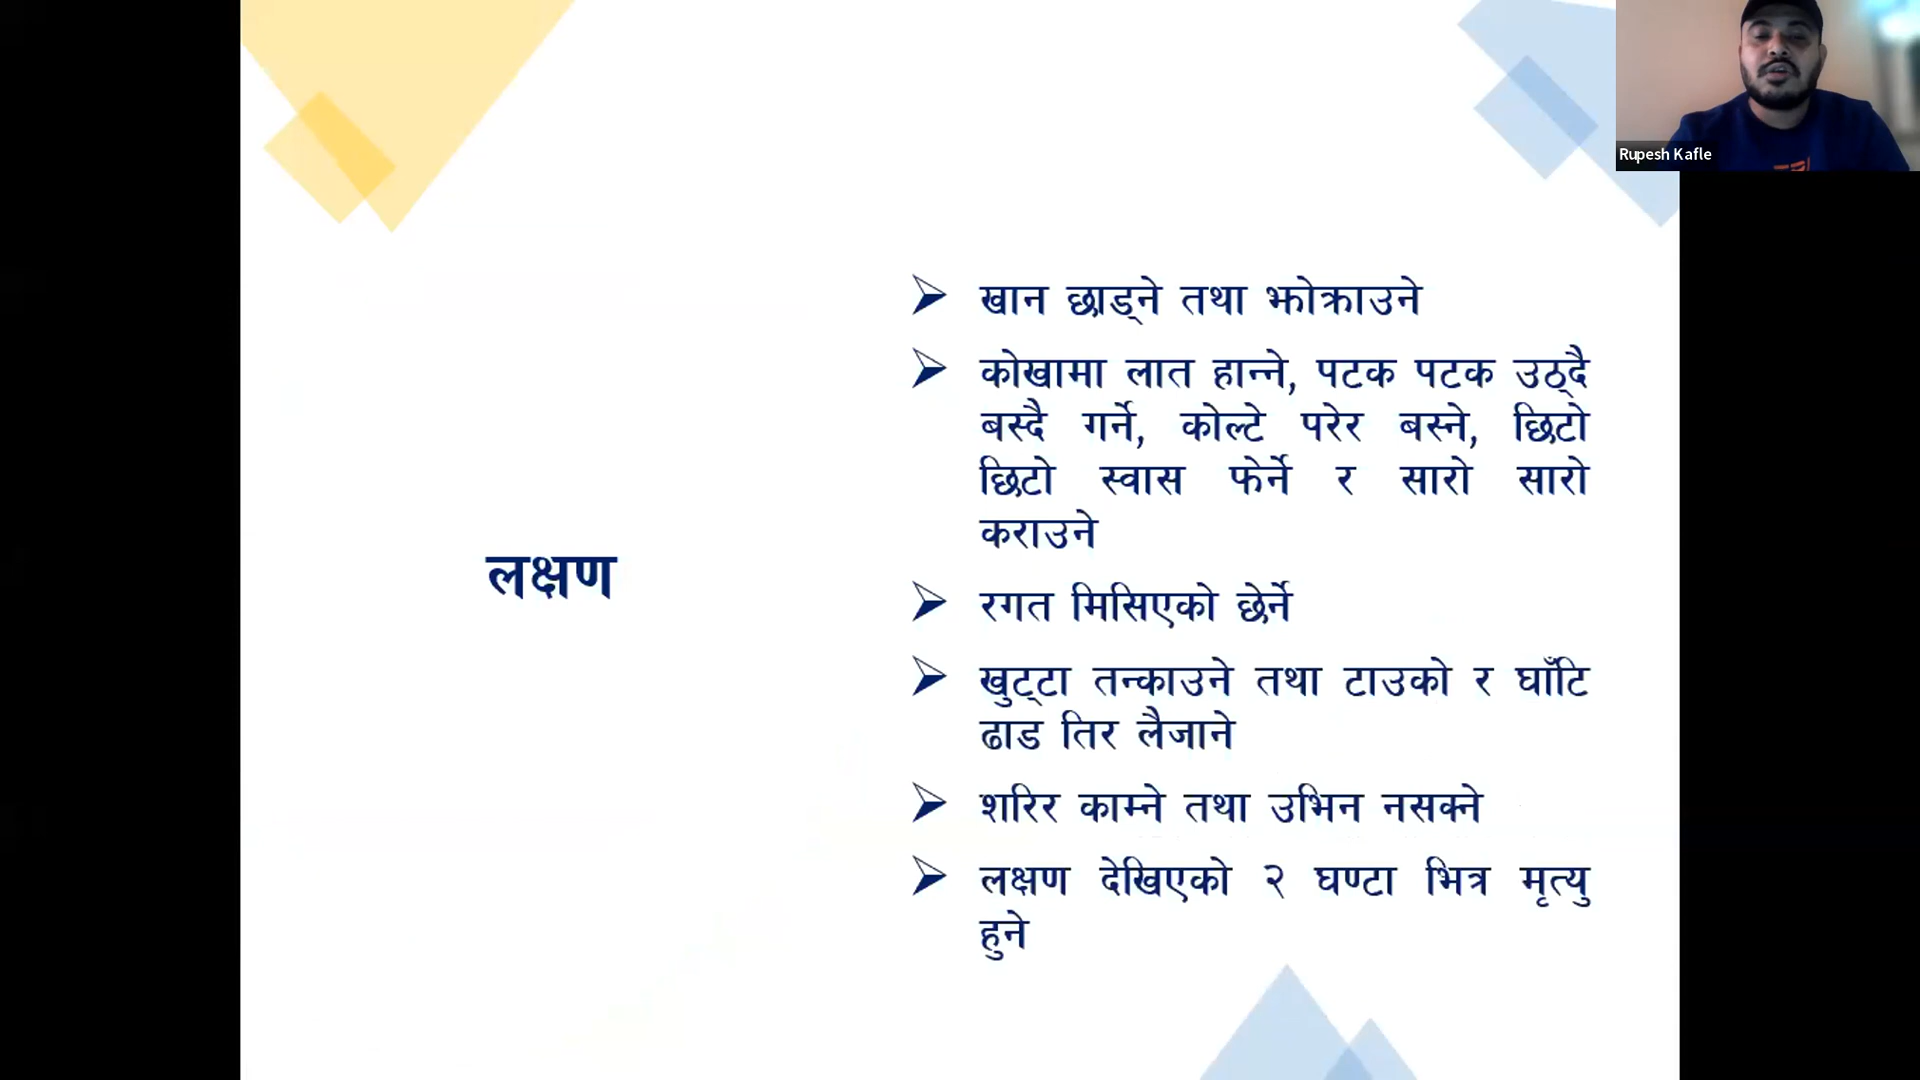 Rupesh Kafle
लक्षण
खान छाड्ने तथा झोक्राउने
कोखामा लात हान्ने, पटक पटक उठ्दै
बस्दै गर्ने, कोल्टे परेर बस्ने, छिटो
छिटो स्वास फेर्ने र सारो सारो
कराउने
रगत मिसिएको छेर्ने
खुट्टा तन्काउने तथा टाउको र घाँटि
ढाड तिर लैजाने
शरिर काम्ने तथा उभिन नसक्ने
लक्षण देखिएको २ घण्टा भित्र मृत्यु
हुने